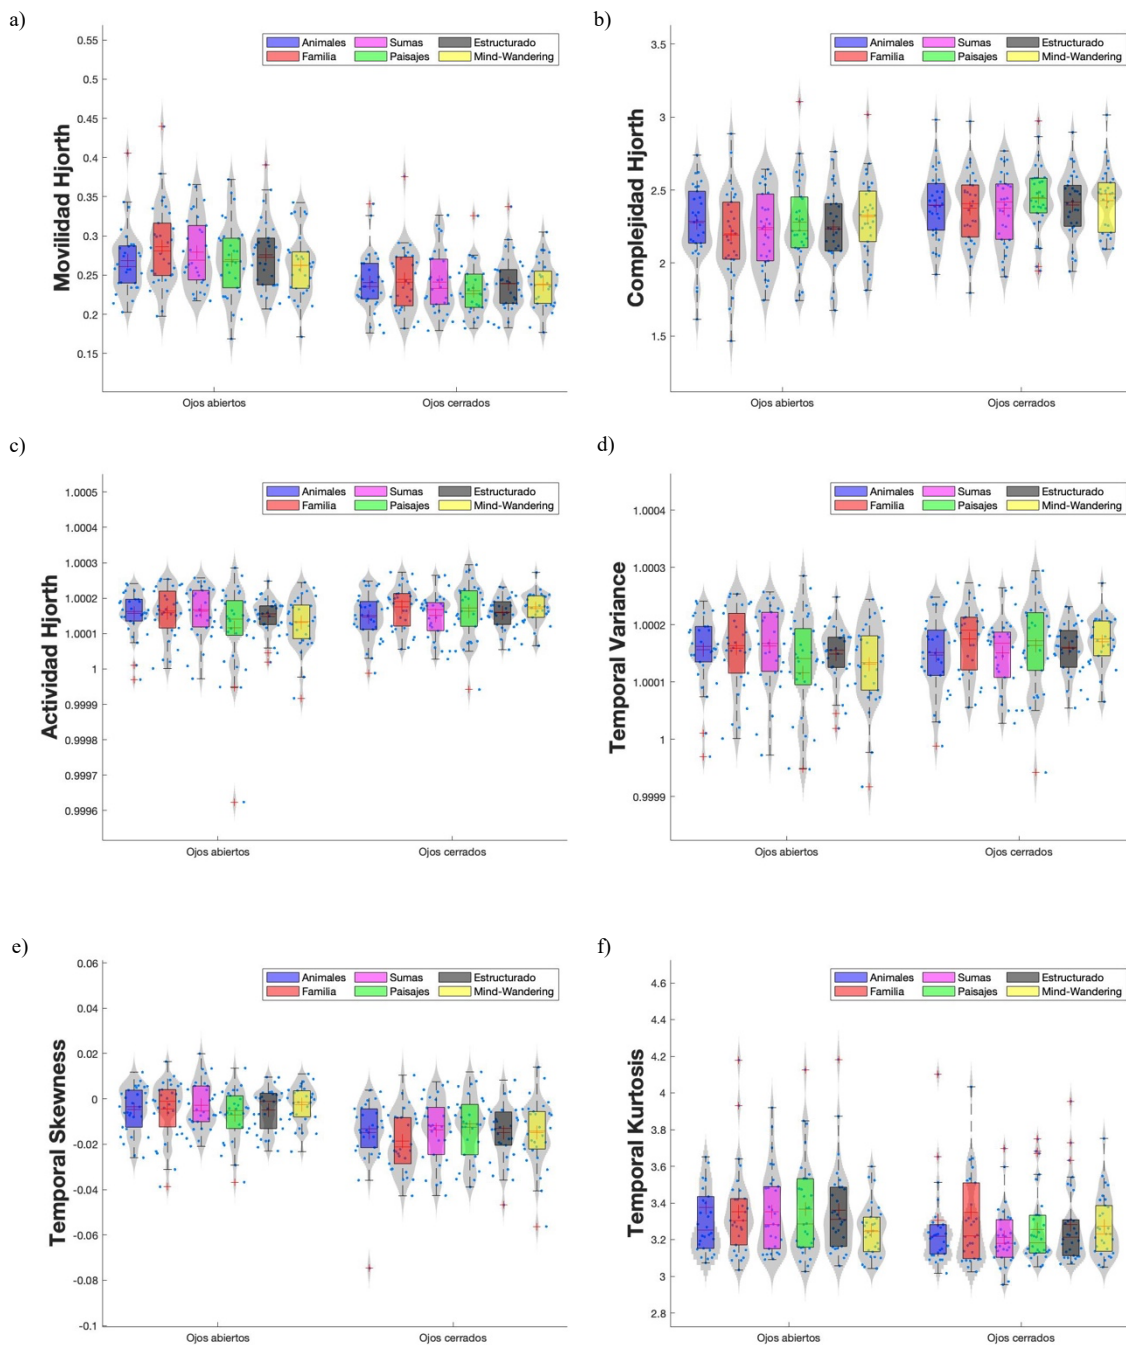 a)
0.55
0.5
0.45
0.4
0.35
0.3
0.25
0.2
0.15
Movilidad Hjorth
Animales Sumas Estructurado
Familia Paisajes Mind-Wandering
Ojos abiertos Ojos cerrados
b)
3.5
3
2.5
2
1.5
Complejidad Hjorth
Animales Sumas Estructurado
Familia Paisajes Mind-Wandering
Ojos abiertos Ojos cerrados
c)
1.0005
1.0004
1.0003
1.0002
1.0001
1
0.9999
0.9998
0.9997
0.9996
Actividad Hjorth
Animales Sumas Estructurado
Familia Paisajes Mind-Wandering
Ojos abiertos Ojos cerrados
d)
1.0004
1.0003
1.0002
1.0001
1
0.9999
Temporal Variance
Animales Sumas Estructurado
Familia Paisajes Mind-Wandering
Ojos abiertos Ojos cerrados
e)
0.06
0.04
0.02
0
-0.02
-0.04
-0.06
-0.08
-0.1
Temporal Skewness
Animales Sumas Estructurado
Familia Paisajes Mind-Wandering
Ojos abiertos Ojos cerrados
f)
4.6
4.4
4.2
4
3.8
3.6
3.4
3.2
3
2.8
Temporal Kurtosis
Animales Sumas Estructurado
Familia Paisajes Mind-Wandering
Ojos abiertos Ojos cerrados